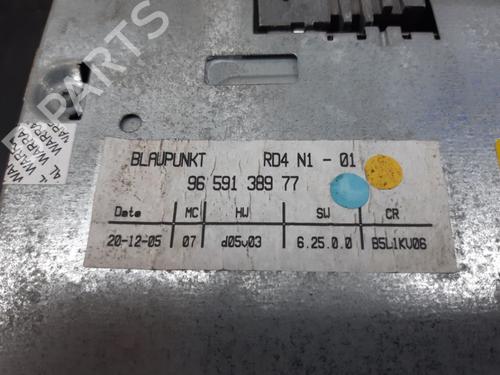 BLAUPUNKT RD4 N1 - 01
96 591 389 77
Date MC HW SW CR
20-12-05 07 d05v03 6.25.0.0 B5L1KV06
B-PARTS